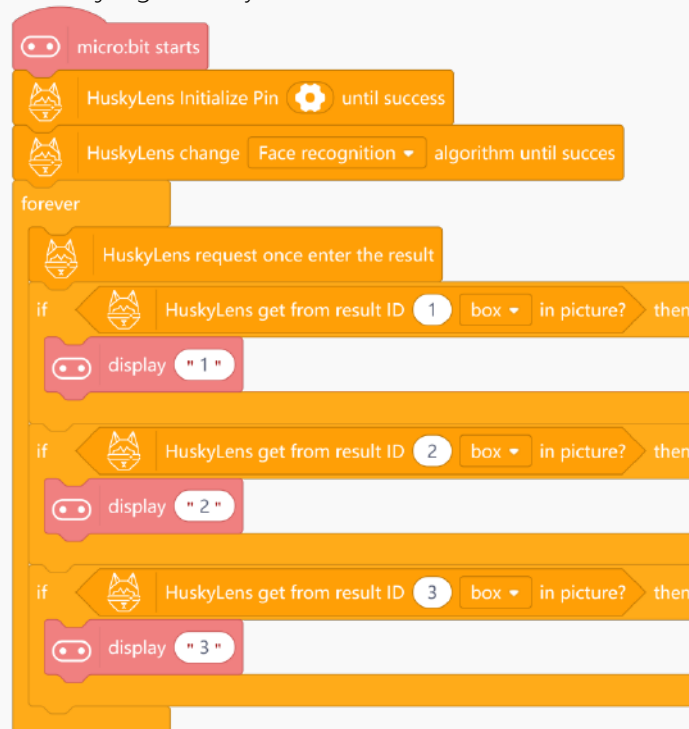 micro:bit starts
HuskyLens Initialize Pin until success
HuskyLens change Face recognition algorithm until succes
forever
HuskyLens request once enter the result
if HuskyLens get from result ID 1 box in picture? then
display "1"
if HuskyLens get from result ID 2 box in picture? then
display "2"
if HuskyLens get from result ID 3 box in picture? then
display "3"